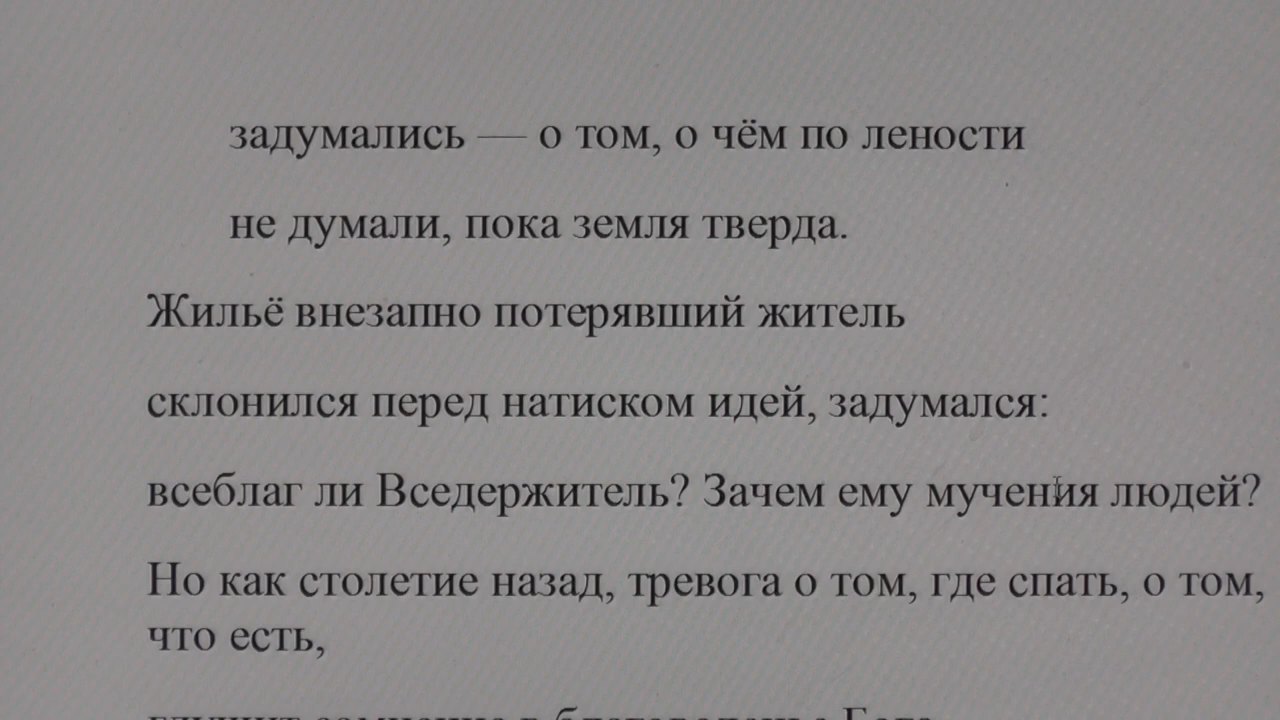 задумались — о том, о чём по лености
не думали, пока земля тверда.
Жильё внезапно потерявший житель
склонился перед натиском идей, задумался:
всеблаг ли Вседержитель? Зачем ему мучения людей?
Но как столетие назад, тревога о том, где спать, о том,
что есть,